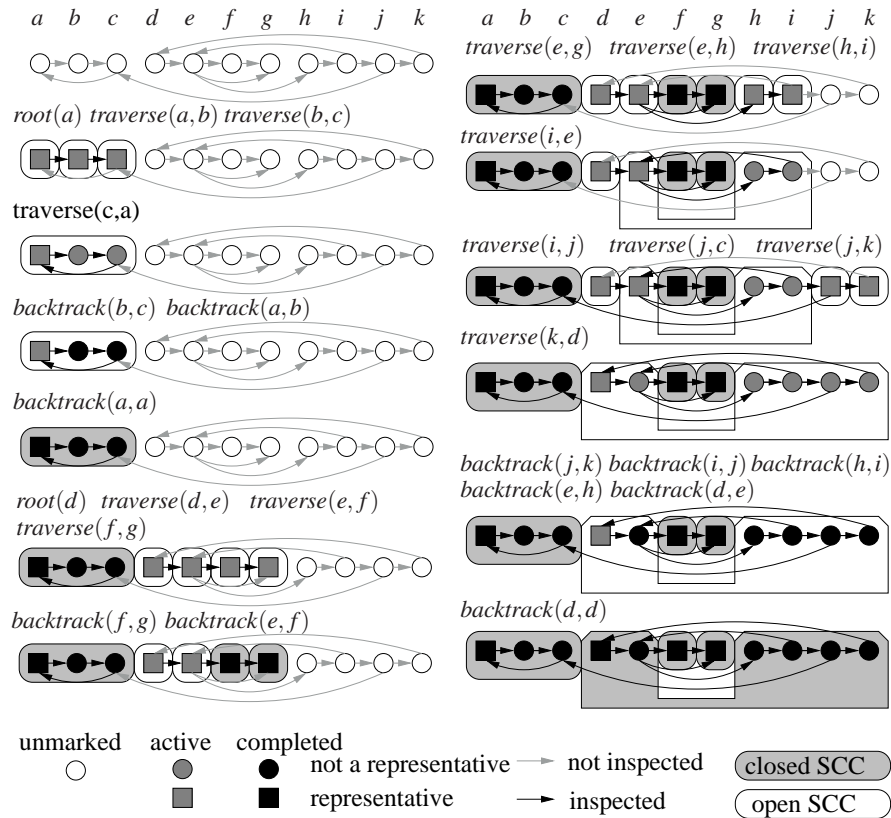 a b c d e f g h i j k
root(a) traverse(a,b) traverse(b,c)
traverse(c,a)
backtrack(b,c) backtrack(a,b)
backtrack(a,a)
root(d) traverse(d,e) traverse(e,f)
traverse(f,g)
backtrack(f,g) backtrack(e,f)
a b c d e f g h i j k
traverse(e,g) traverse(e,h) traverse(h,i)
traverse(i,e)
traverse(i,j) traverse(j,c) traverse(j,k)
traverse(k,d)
backtrack(j,k) backtrack(i,j) backtrack(h,i)
backtrack(e,h) backtrack(d,e)
backtrack(d,d)
unmarked active completed
not a representative not inspected closed SCC
representative inspected open SCC